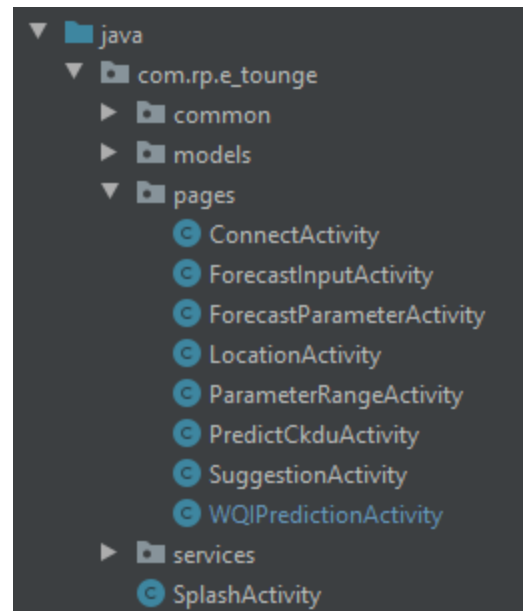 java
com.rp.e_tounge
common
models
pages
C ConnectActivity
C ForecastInputActivity
C ForecastParameterActivity
C LocationActivity
C ParameterRangeActivity
C PredictCkduActivity
C SuggestionActivity
C WQIPredictionActivity
services
C SplashActivity